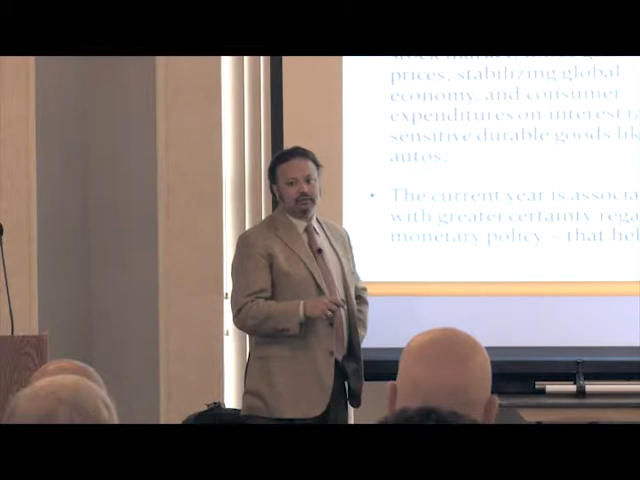 prices, stabilizing global
economy, and consumer
expenditures on interest ra
sensitive durable goods lik
autos.
• The current year is associa
with greater certainty rega
monetary policy – that hel